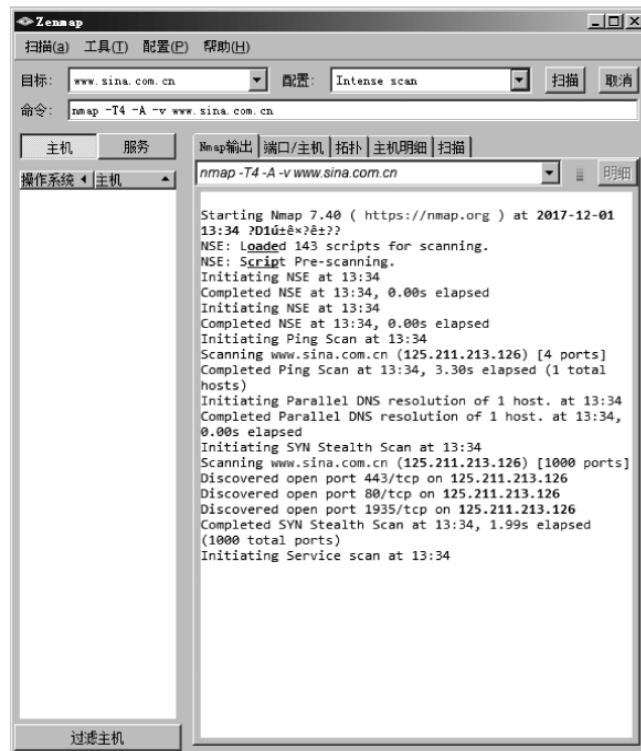 Zenmap
扫描(a) 工具(T) 配置(P) 帮助(H)
目标: www.sina.com.cn 配置: Intense scan 扫描 取消
命令: nmap -T4 -A -v www.sina.com.cn
主机 服务
操作系统 主机
Nmap输出 端口/主机 拓扑 主机明细 扫描
nmap -T4 -A -v www.sina.com.cn 明细
Starting Nmap 7.40 ( https://nmap.org ) at 2017-12-01
13:34 ?D1ú±ê×?ê±??
NSE: Loaded 143 scripts for scanning.
NSE: Script Pre-scanning.
Initiating NSE at 13:34
Completed NSE at 13:34, 0.00s elapsed
Initiating NSE at 13:34
Completed NSE at 13:34, 0.00s elapsed
Initiating Ping Scan at 13:34
Scanning www.sina.com.cn (125.211.213.126) [4 ports]
Completed Ping Scan at 13:34, 3.30s elapsed (1 total
hosts)
Initiating Parallel DNS resolution of 1 host. at 13:34
Completed Parallel DNS resolution of 1 host. at 13:34,
0.00s elapsed
Initiating SYN Stealth Scan at 13:34
Scanning www.sina.com.cn (125.211.213.126) [1000 ports]
Discovered open port 443/tcp on 125.211.213.126
Discovered open port 80/tcp on 125.211.213.126
Discovered open port 1935/tcp on 125.211.213.126
Completed SYN Stealth Scan at 13:34, 1.99s elapsed
(1000 total ports)
Initiating Service scan at 13:34
过滤主机